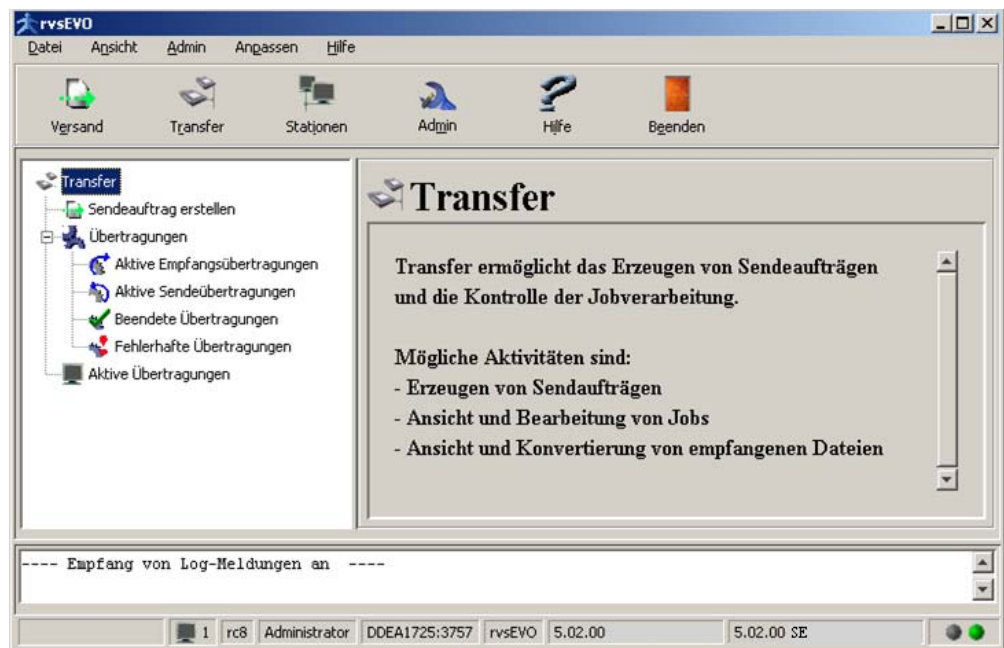 rvsEVO
Datei Ansicht Admin Anpassen Hilfe
Versand Transfer Stationen Admin Hilfe Beenden
Transfer
Sendeauftrag erstellen
Übertragungen
Aktive Empfangsübertragungen
Aktive Sendeübertragungen
Beendete Übertragungen
Fehlerhafte Übertragungen
Aktive Übertragungen
Transfer
Transfer ermöglicht das Erzeugen von Sendeaufträgen
und die Kontrolle der Jobverarbeitung.
Mögliche Aktivitäten sind:
- Erzeugen von Sendaufträgen
- Ansicht und Bearbeitung von Jobs
- Ansicht und Konvertierung von empfangenen Dateien
---- Empfang von Log-Meldungen an ----
1 rc8 Administrator DDEA1725:3757 rvsEVO 5.02.00 5.02.00 SE